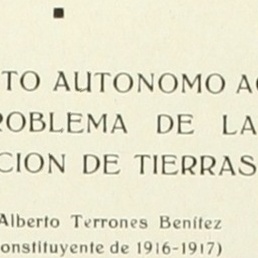 TO AUTONOMO A
ROBLEMA DE LA
CION DE TIERRAS
Alberto Terrones Benítez
onstituyente de 1916-1917)